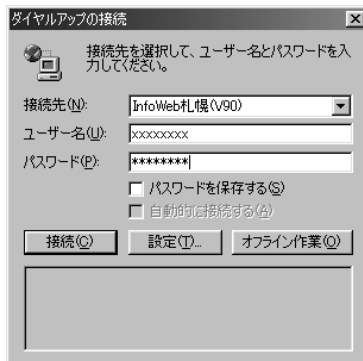 ダイヤルアップの接続
接続先を選択して、ユーザー名とパスワードを入
力してください。
接続先(N): InfoWeb札幌(V90)
ユーザー名(U): xxxxxxxx
パスワード(P): ********
パスワードを保存する(S)
自動的に接続する(A)
接続(C) 設定(T)... オフライン作業(O)